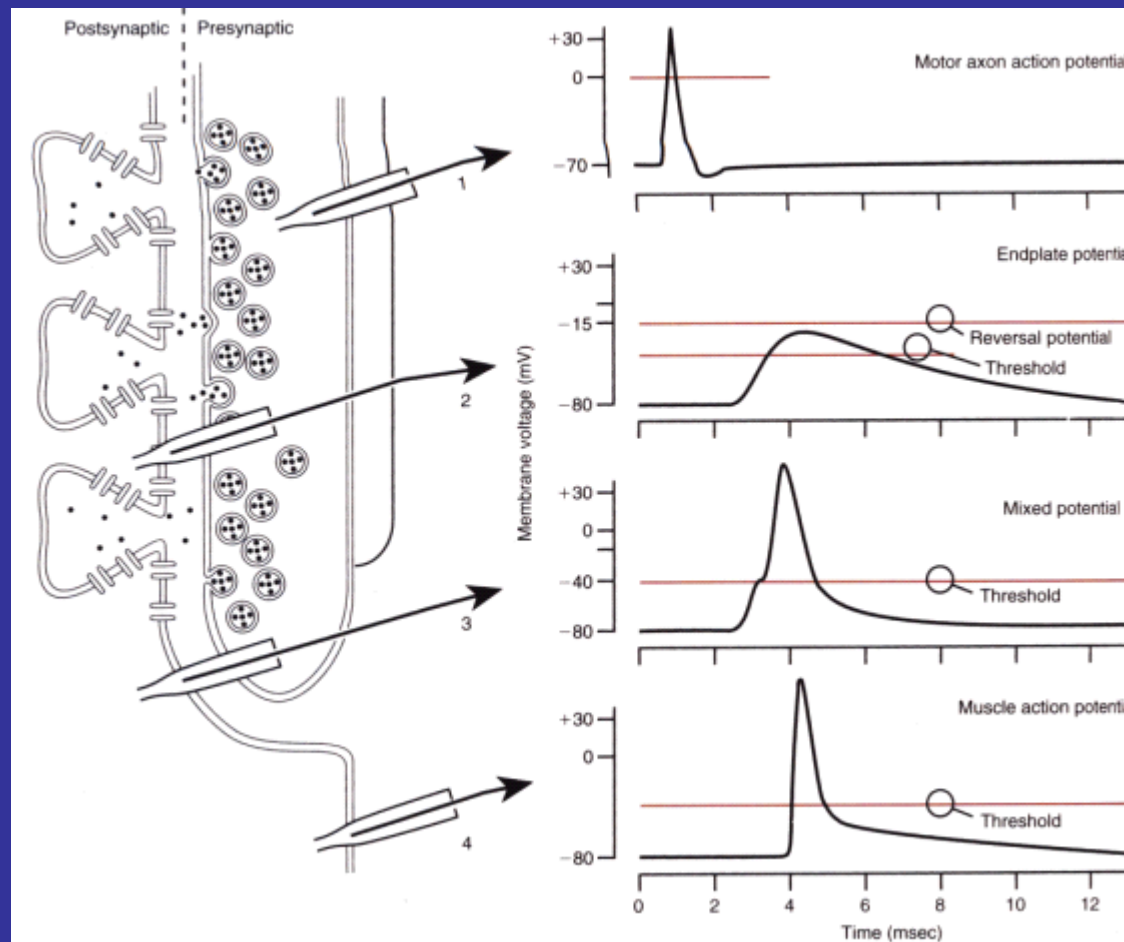 Postsynaptic Presynaptic
1
2
3
4
Membrane voltage (mV)
+30
0
−70
Motor axon action potentia
+30
−15
−80
Endplate potentia
Reversal potential
Threshold
+30
0
−40
−80
Mixed potential
Threshold
+30
0
−80
Muscle action potentia
Threshold
0 2 4 6 8 10 12
Time (msec)